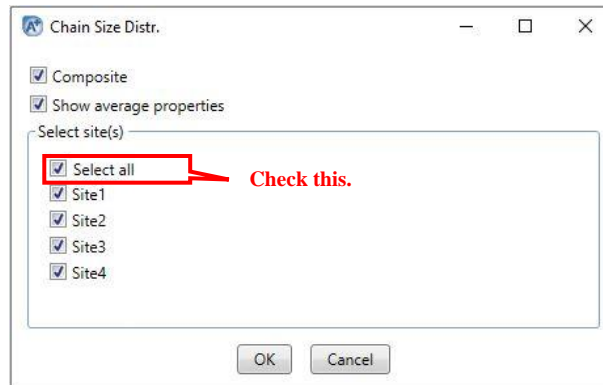 Chain Size Distr.
Composite
Show average properties
Select site(s)
Select all
Check this.
Site1
Site2
Site3
Site4
OK Cancel